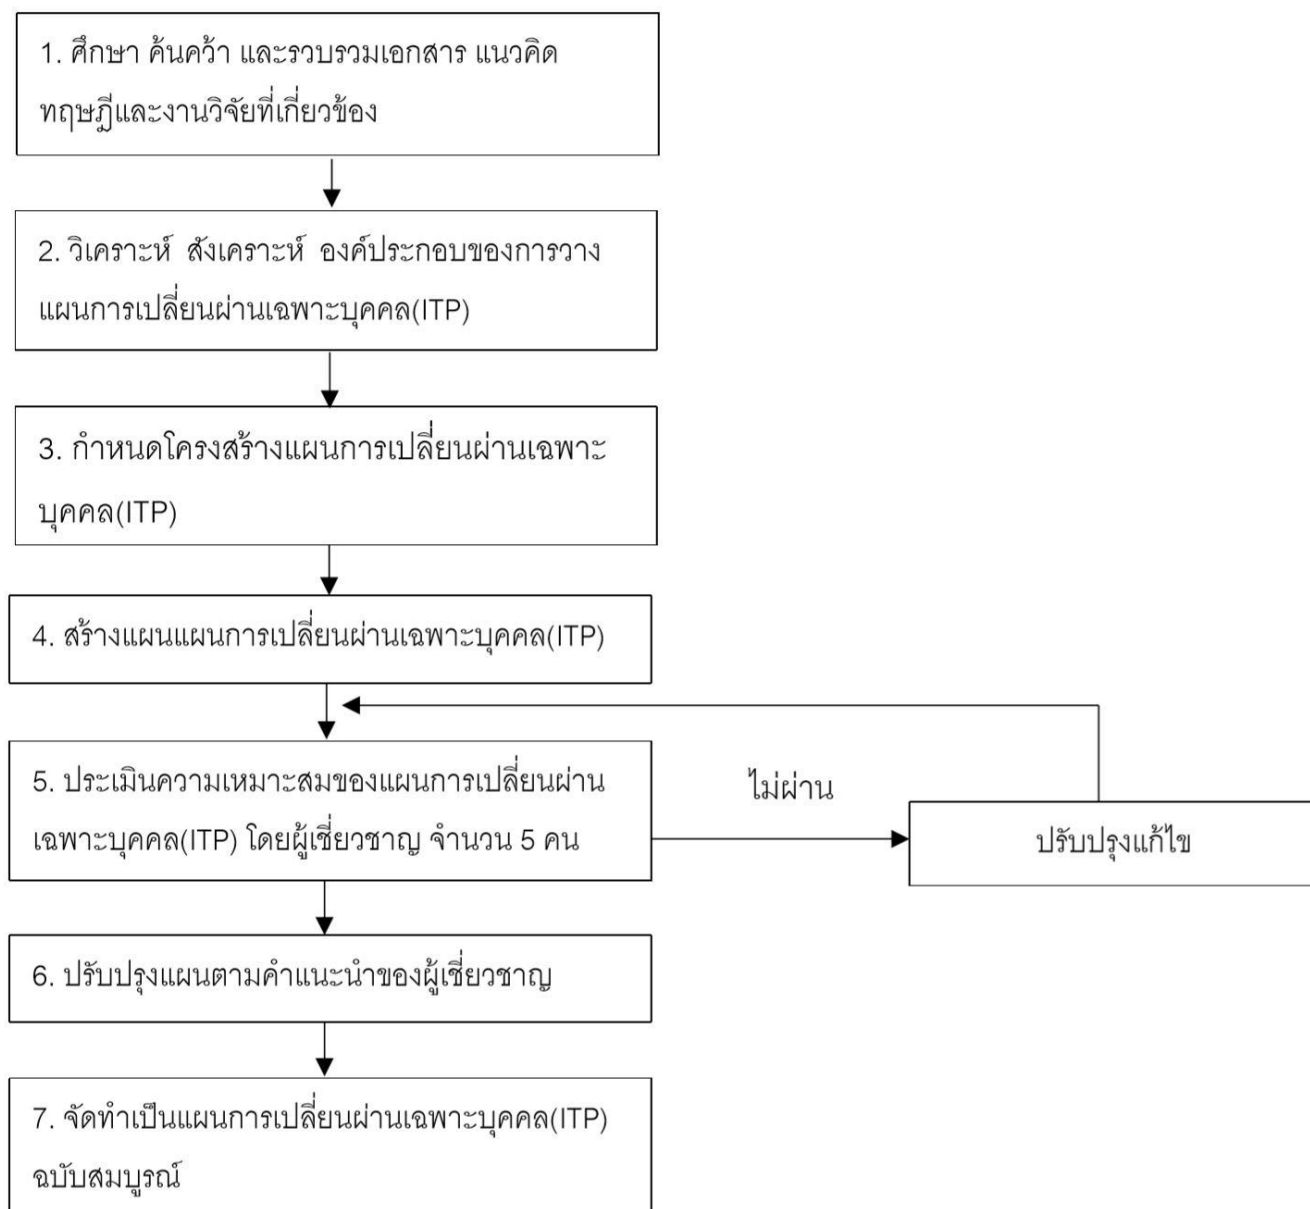 1. ศึกษา ค้นคว้า และรวบรวมเอกสาร แนวคิด
ทฤษฎีและงานวิจัยที่เกี่ยวข้อง
2. วิเคราะห์ สังเคราะห์ องค์ประกอบของการวาง
แผนการเปลี่ยนผ่านเฉพาะบุคคล(ITP)
3. กำหนดโครงสร้างแผนการเปลี่ยนผ่านเฉพาะ
บุคคล(ITP)
4. สร้างแผนแผนการเปลี่ยนผ่านเฉพาะบุคคล(ITP)
5. ประเมินความเหมาะสมของแผนการเปลี่ยนผ่าน
เฉพาะบุคคล(ITP) โดยผู้เชี่ยวชาญ จำนวน 5 คน
ไม่ผ่าน
ปรับปรุงแก้ไข
6. ปรับปรุงแผนตามคำแนะนำของผู้เชี่ยวชาญ
7. จัดทำเป็นแผนการเปลี่ยนผ่านเฉพาะบุคคล(ITP)
ฉบับสมบูรณ์